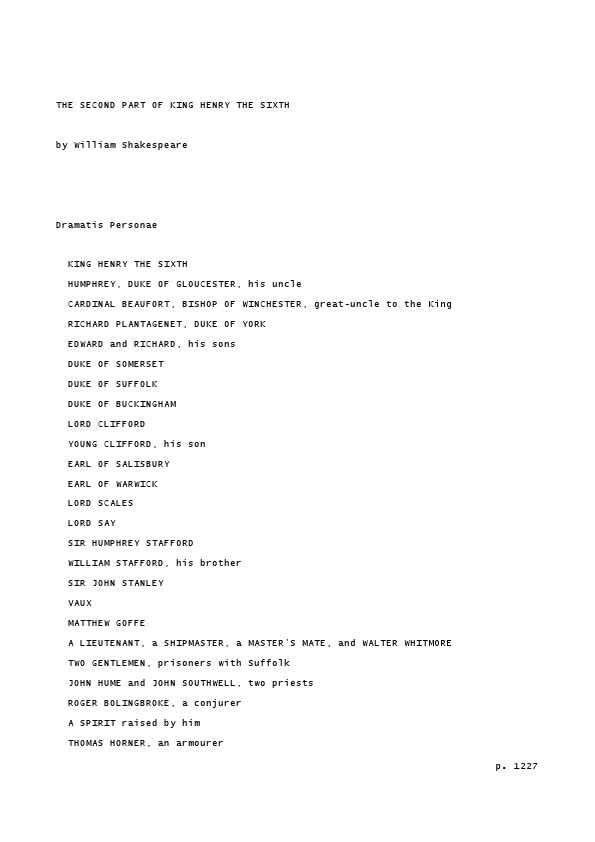 THE SECOND PART OF KING HENRY THE SIXTH
by William Shakespeare
Dramatis Personae
KING HENRY THE SIXTH
HUMPHREY, DUKE OF GLOUCESTER, his uncle
CARDINAL BEAUFORT, BISHOP OF WINCHESTER, great-uncle to the King
RICHARD PLANTAGENET, DUKE OF YORK
EDWARD and RICHARD, his sons
DUKE OF SOMERSET
DUKE OF SUFFOLK
DUKE OF BUCKINGHAM
LORD CLIFFORD
YOUNG CLIFFORD, his son
EARL OF SALISBURY
EARL OF WARWICK
LORD SCALES
LORD SAY
SIR HUMPHREY STAFFORD
WILLIAM STAFFORD, his brother
SIR JOHN STANLEY
VAUX
MATTHEW GOFFE
A LIEUTENANT, a SHIPMASTER, a MASTER'S MATE, and WALTER WHITMORE
TWO GENTLEMEN, prisoners with Suffolk
JOHN HUME and JOHN SOUTHWELL, two priests
ROGER BOLINGBROKE, a conjurer
A SPIRIT raised by him
THOMAS HORNER, an armourer
p. 1227